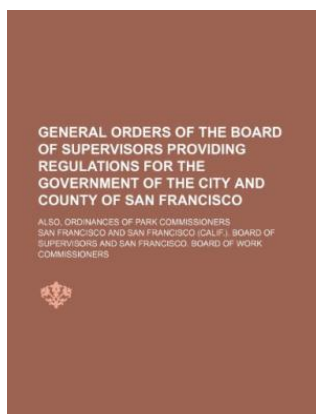 GENERAL ORDERS OF THE BOARD
OF SUPERVISORS PROVIDING
REGULATIONS FOR THE
GOVERNMENT OF THE CITY AND
COUNTY OF SAN FRANCISCO
ALSO, ORDINANCES OF PARK COMMISSIONERS
SAN FRANCISCO AND SAN FRANCISCO (CALIF.). BOARD OF
SUPERVISORS AND SAN FRANCISCO. BOARD OF WORK
COMMISSIONERS